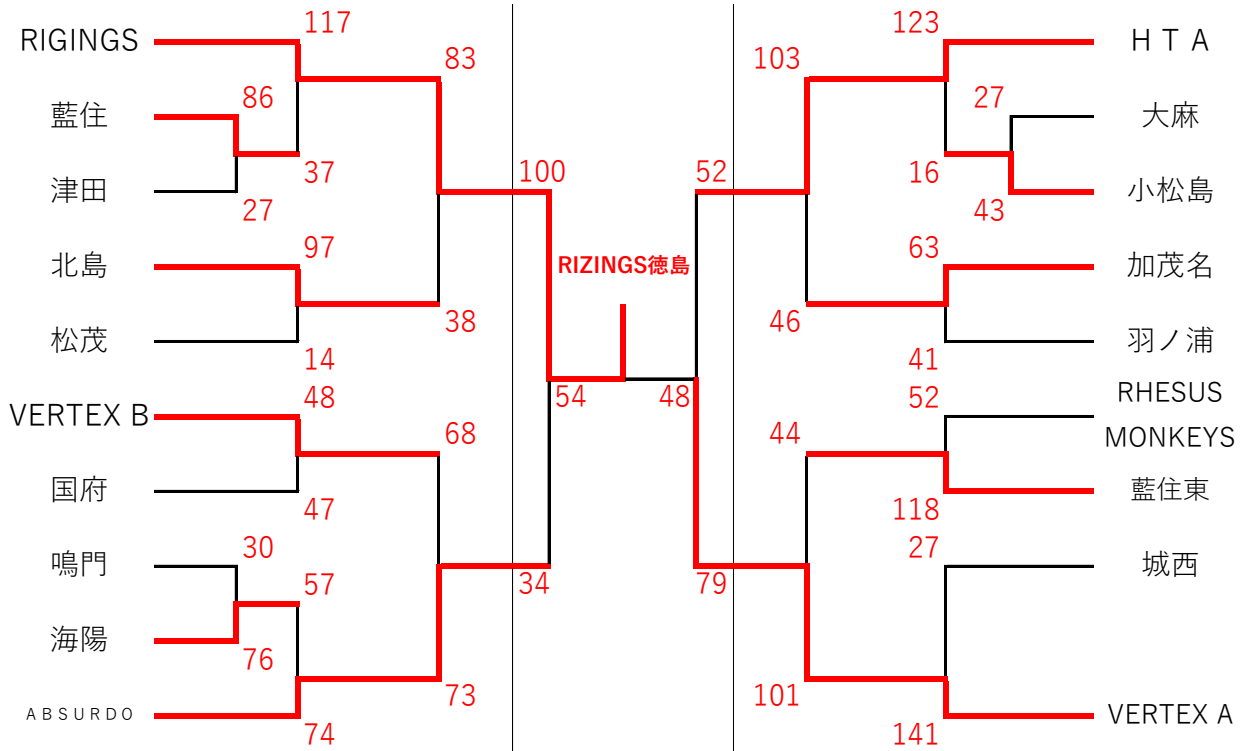 RIGINGS
117
83
藍住
86
37
津田
27
100
北島
97
38
松茂
14
VERTEX B
48
68
国府
47
鳴門
30
57
34
海陽
76
73
ABSURDO
74
RIZINGS徳島
54
48
52
79
103
123
HTA
27
大麻
16
43
小松島
63
加茂名
46
41
羽ノ浦
52
RHESUS
MONKEYS
44
118
藍住東
27
城西
101
141
VERTEX A